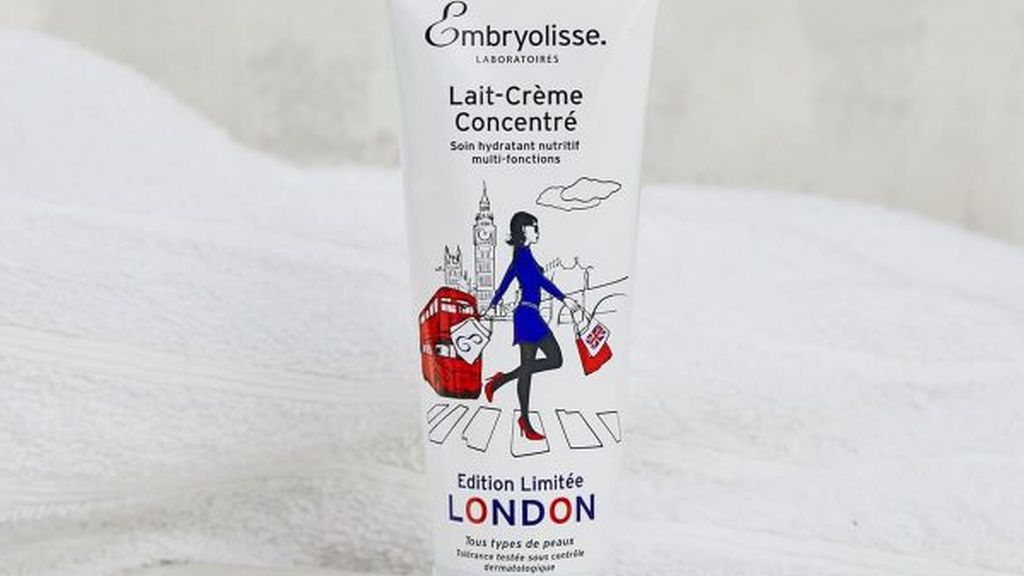 Embryolisse.
LABORATOIRES
Lait-Crème
Concentré
Soin hydratant nutritif
multi-fonctions
Edition Limitée
LONDON
Tous types de peaux
Tolérance testée sous contrôle
dermatologique